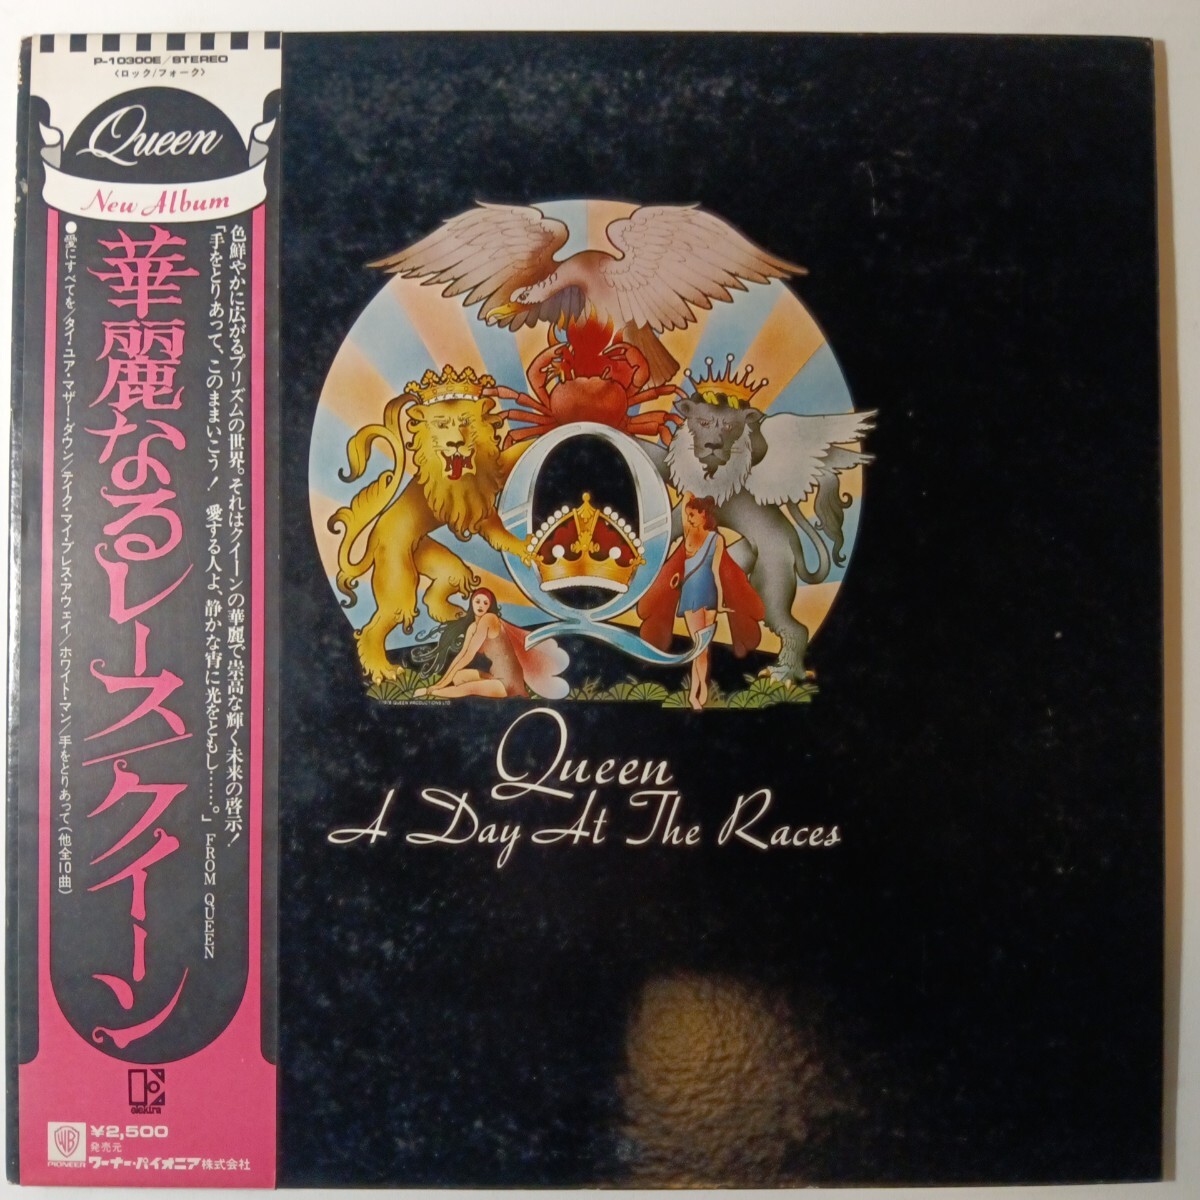 P-10300E/STEREO
〈ロック/フォーク〉
Queen
New Album
色鮮やかに広がるプリズムの世界。それはクイーンの華麗で崇高な輝く未来の啓示!
「手をとりあって、このままいこう! 愛する人よ、静かな宵に光をともし……。」 FROM QUEEN
華麗なるレース/クイーン
●愛にすべてを/タイ・ユア・マザー・ダウン/テイク・マイ・ブレス・アウェイ/ホワイト・マン/手をとりあって(他全10曲)
elektra
WB
PIONEER
¥2,500
発売元
ワーナー・パイオニア株式会社
Queen
A Day At The Races